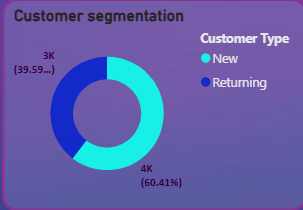 Customer segmentation
3K
(39.59...)
Customer Type
New
Returning
4K
(60.41%)